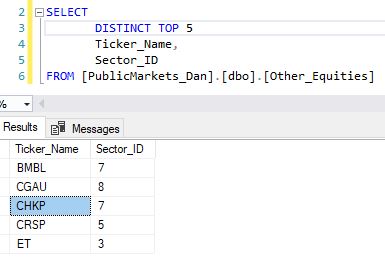 2 SELECT
3 DISTINCT TOP 5
4 Ticker_Name,
5 Sector_ID
6 FROM [PublicMarkets_Dan].[dbo].[Other_Equities]
%
Results Messages
Ticker_Name Sector_ID
BMBL 7
CGAU 8
CHKP 7
CRSP 5
ET 3